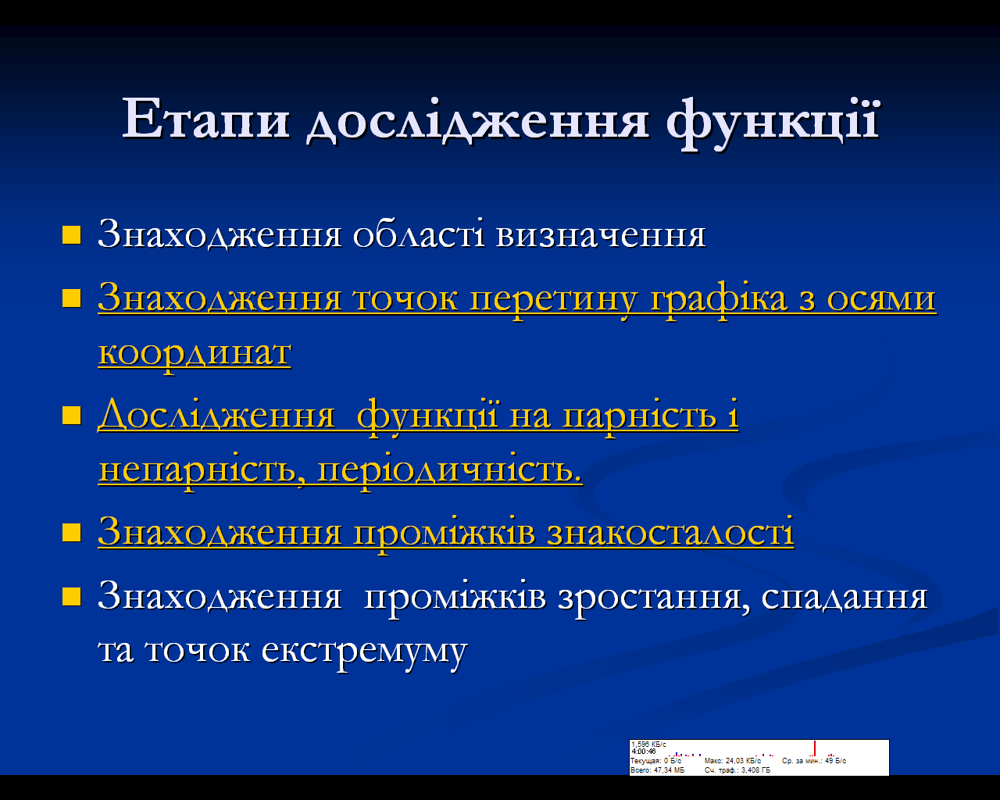 Етапи дослідження функції
Знаходження області визначення
Знаходження точок перетину графіка з осями
координат
Дослідження функції на парність і
непарність, періодичність.
Знаходження проміжків знакосталості
Знаходження проміжків зростання, спадання
та точок екстремуму
1,596 КБ/с
4:00:46
Текущая: 0 Б/с Макс: 24,03 КБ/с Ср. за мин.: 49 Б/с
Всего: 47,34 МБ Сч. траф.: 3,408 ГБ